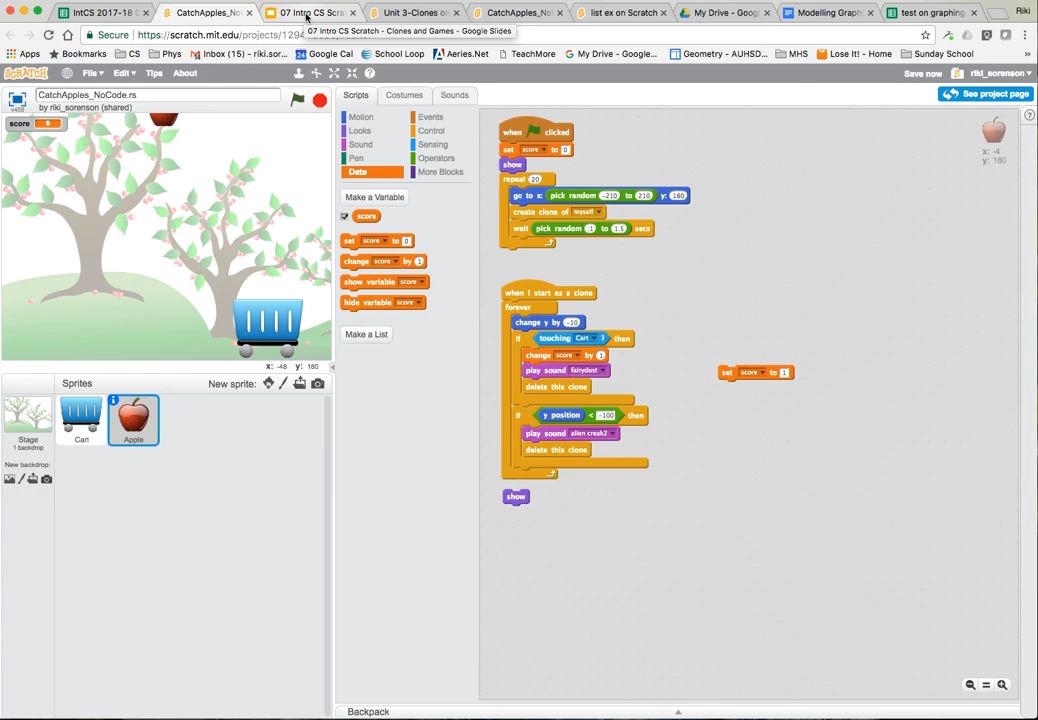 IntCS 2017-18 C
CatchApples_No
07 Intro CS Scra
Unit 3-Clones on
CatchApples_No
list ex on Scratch
My Drive - Goog
Modelling Graph
test on graphing
Riki
Secure
https://scratch.mit.edu/projects/1294
07 Intro CS Scratch - Clones and Games - Google Slides
Apps
Bookmarks
CS
Phys
Inbox (15) - riki.sor...
Google Cal
School Loop
Aeries.Net
TeachMore
My Drive - Google...
Geometry - AUHSD...
MHS
Lose It! - Home
Sunday School
SCRATCH
File
Edit
Tips
About
Save now
riki_sorenson
CatchApples_NoCode.rs
by riki_sorenson (shared)
v458
Scripts
Costumes
Sounds
See project page
score 6
Motion
Looks
Sound
Pen
Data
Events
Control
Sensing
Operators
More Blocks
Make a Variable
score
set score to 0
change score by 1
show variable score
hide variable score
Make a List
when clicked
set score to 0
show
repeat 20
go to x: pick random -210 to 210 y: 180
create clone of myself
wait pick random .1 to 1.5 secs
when I start as a clone
forever
change y by -10
if touching Cart ? then
change score by 1
play sound fairydust
delete this clone
if y position < -100 then
play sound alien creak2
delete this clone
show
set score to 1
x: -4
y: 180
x: -48 y: 180
Sprites
New sprite:
Stage
1 backdrop
New backdrop:
Cart
Apple
Backpack